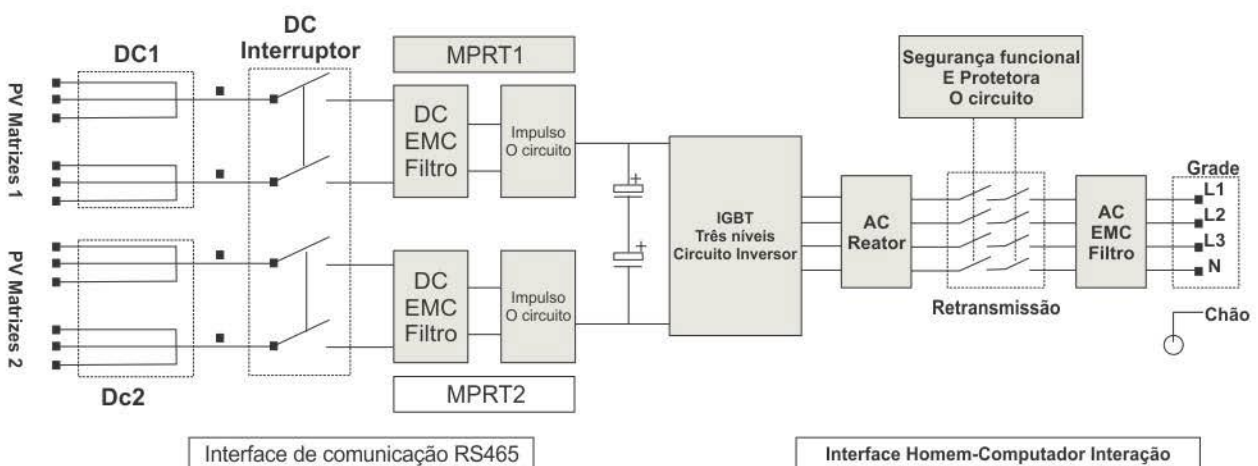 DC1
DC
Interruptor
MPRT1
PV Matrizes 1
DC
EMC
Filtro
Impulso
O circuito
Segurança funcional
E Protetora
O circuito
+
+
IGBT
Três níveis
Circuito Inversor
AC
Reator
Retransmissão
AC
EMC
Filtro
Grade
L1
L2
L3
N
Chão
PV Matrizes 2
DC
EMC
Filtro
Impulso
O circuito
Dc2
MPRT2
Interface de comunicação RS465
Interface Homem-Computador Interação